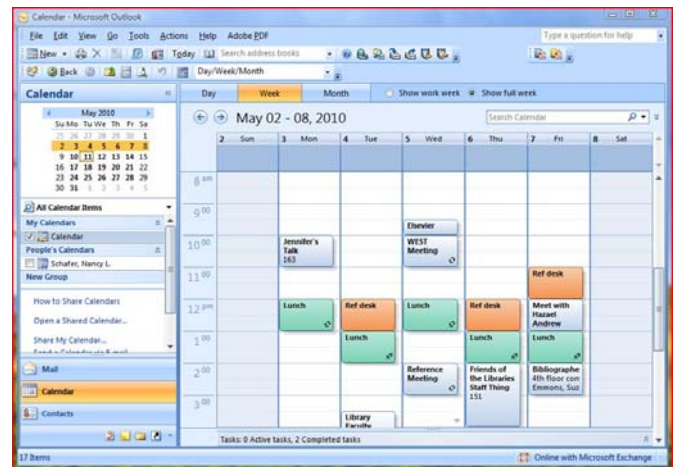 Calendar - Microsoft Outlook
File Edit View Go Tools Actions Help Adobe PDF
Type a question for help
New Today Search address books
Back Day/Week/Month
Calendar
Day Week Month Show work week Show full week
May 2010
Su Mo Tu We Th Fr Sa
25 26 27 28 29 30 1
2 3 4 5 6 7 8
9 10 11 12 13 14 15
16 17 18 19 20 21 22
23 24 25 26 27 28 29
30 31 1 2 3 4 5
All Calendar Items
My Calendars
Calendar
People's Calendars
Schafer, Nancy L.
New Group
How to Share Calendars
Open a Shared Calendar...
Share My Calendar...
Send a Calendar via E-mail
Mail
Calendar
Contacts
May 02 - 08, 2010
Search Calendar
2 Sun 3 Mon 4 Tue 5 Wed 6 Thu 7 Fri 8 Sat
8 am
9 00
Elsevier
10 00
Jennifer's
Talk
163
WEST
Meeting
11 00
Ref desk
12 pm
Lunch Ref desk Lunch Ref desk
Meet with
Hazael
Andrew
1 00
Lunch Lunch Lunch
2 00
Reference
Meeting
Friends of
the Libraries
Staff Thing
151
Bibliographe
4th floor con
Emmons, Suz
3 00
Library
Faculty
Tasks: 0 Active tasks, 2 Completed tasks
17 Items
Online with Microsoft Exchange